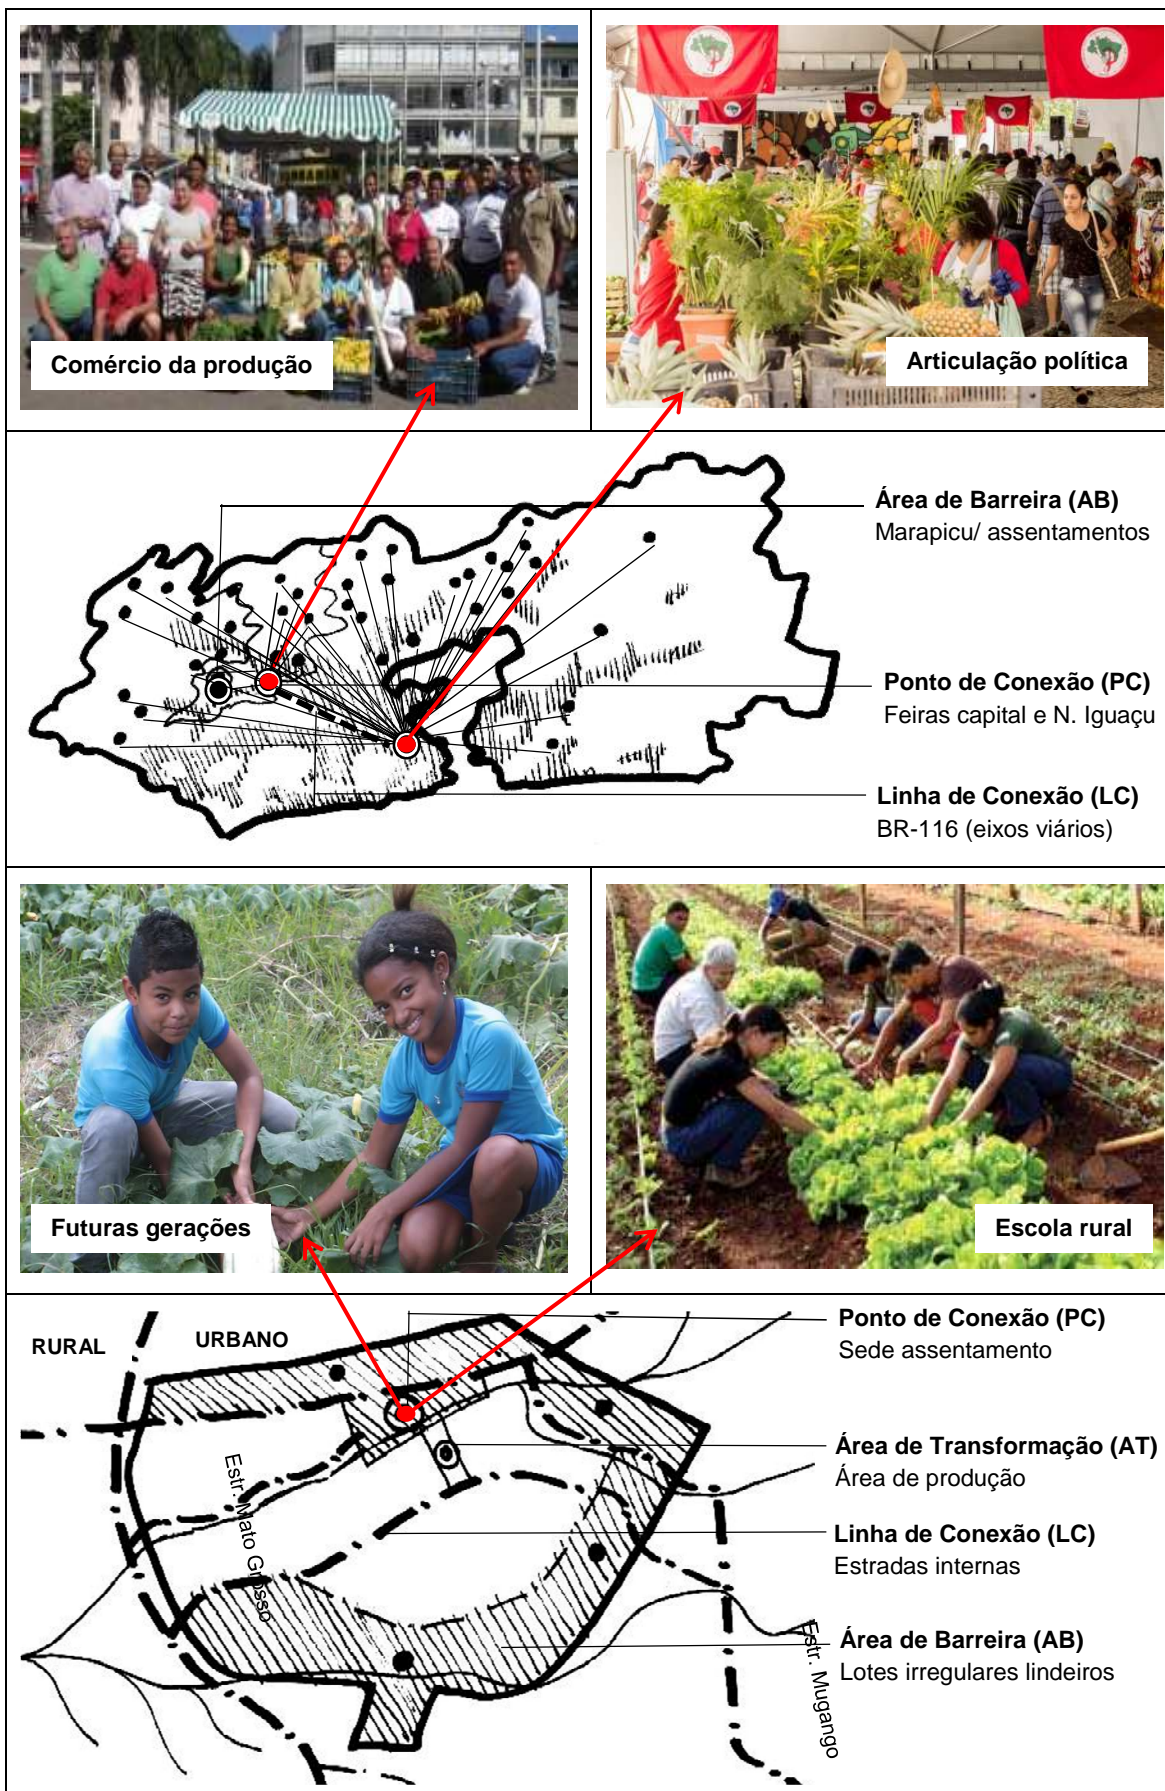 Comércio da produção
Articulação política
Área de Barreira (AB)
Marapicu/ assentamentos
Ponto de Conexão (PC)
Feiras capital e N. Iguaçu
Linha de Conexão (LC)
BR-116 (eixos viários)
Futuras gerações
Escola rural
RURAL
URBANO
Ponto de Conexão (PC)
Sede assentamento
Área de Transformação (AT)
Área de produção
Estr. Mato Grosso
Linha de Conexão (LC)
Estradas internas
Área de Barreira (AB)
Lotes irregulares lindeiros
Estr. Mugango